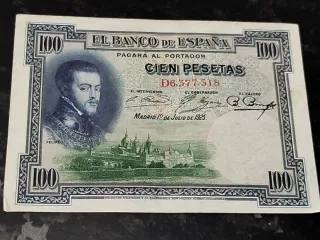 100 EL BANCO DE ESPAÑA 100
PAGARÁ AL PORTADOR
CIEN PESETAS
D6,577,518
EL INTERVENTOR EL GOBERNADOR EL CAJERO
Madrid 1º de Julio de 1925
FELIPE II
100 100